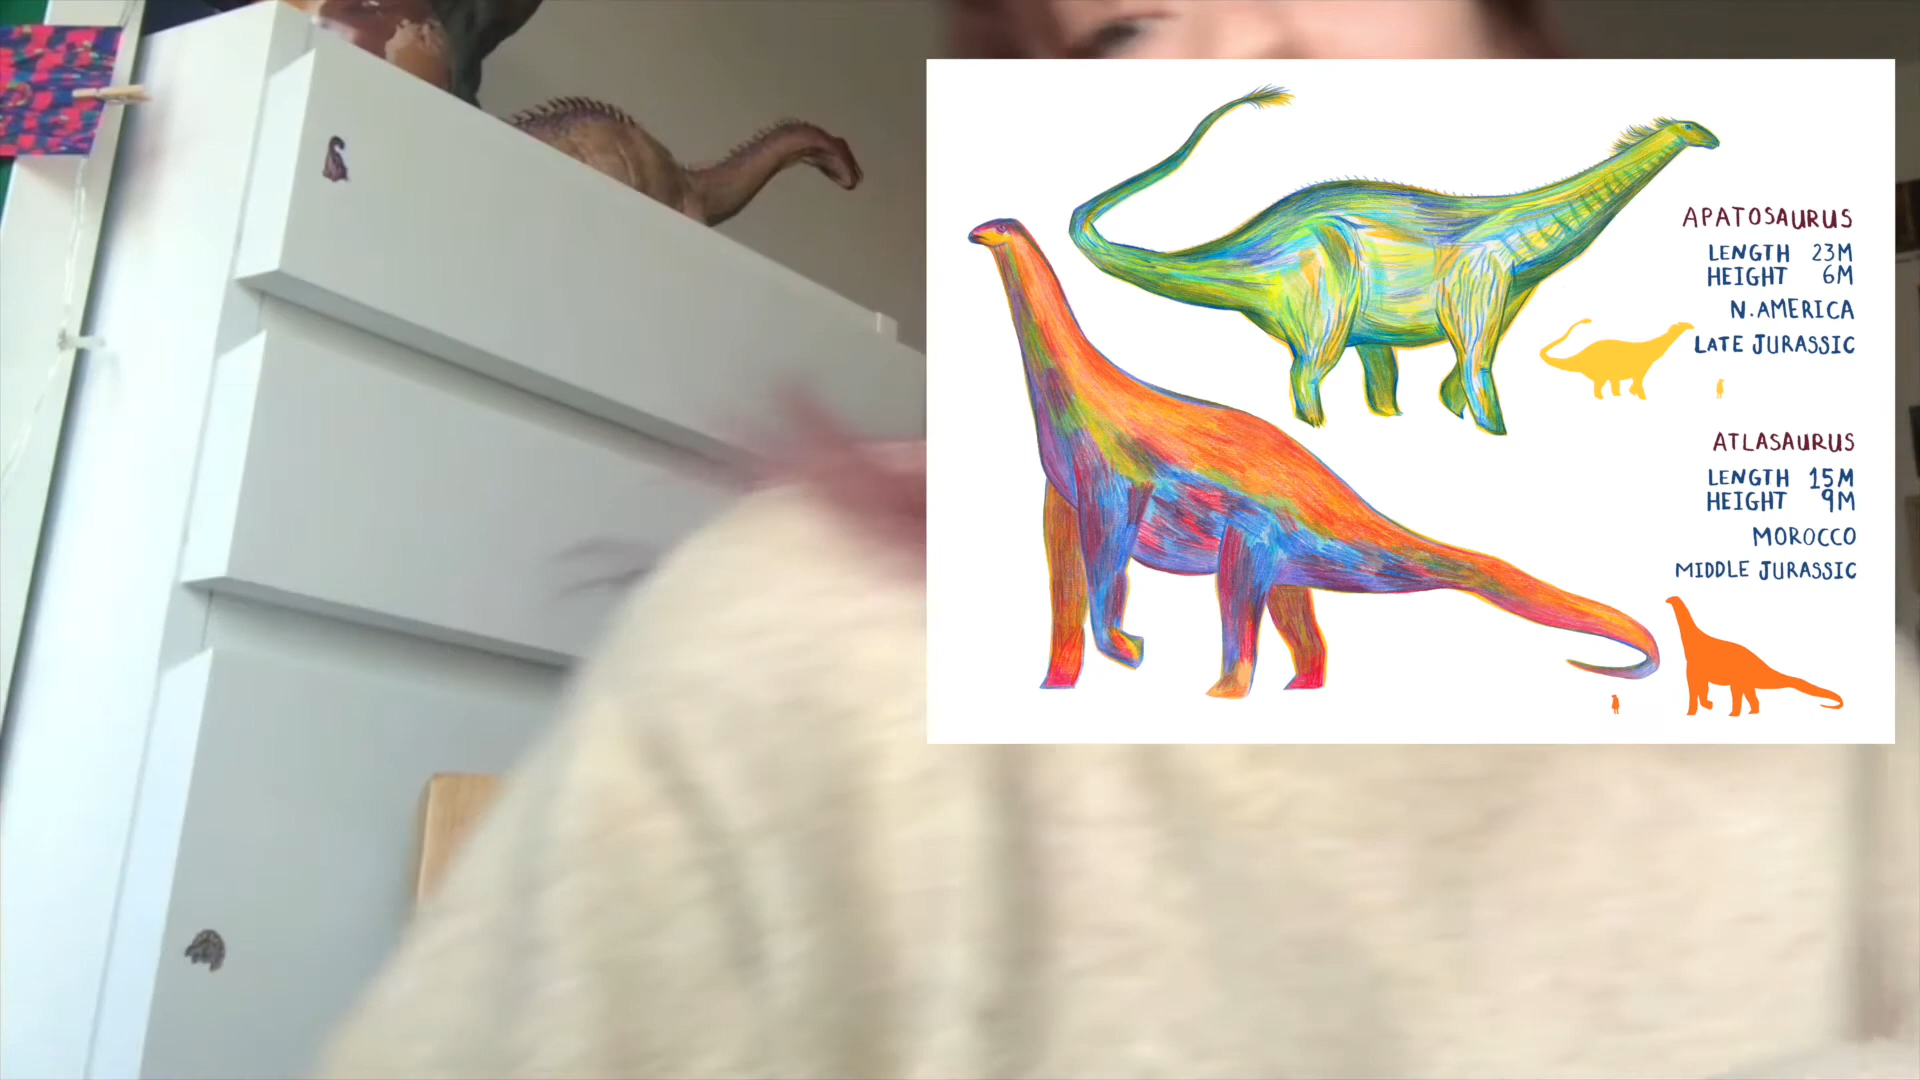 APATOSAURUS
LENGTH 23M
HEIGHT 6M
N.AMERICA
LATE JURASSIC
ATLASAURUS
LENGTH 15M
HEIGHT 9M
MOROCCO
MIDDLE JURASSIC